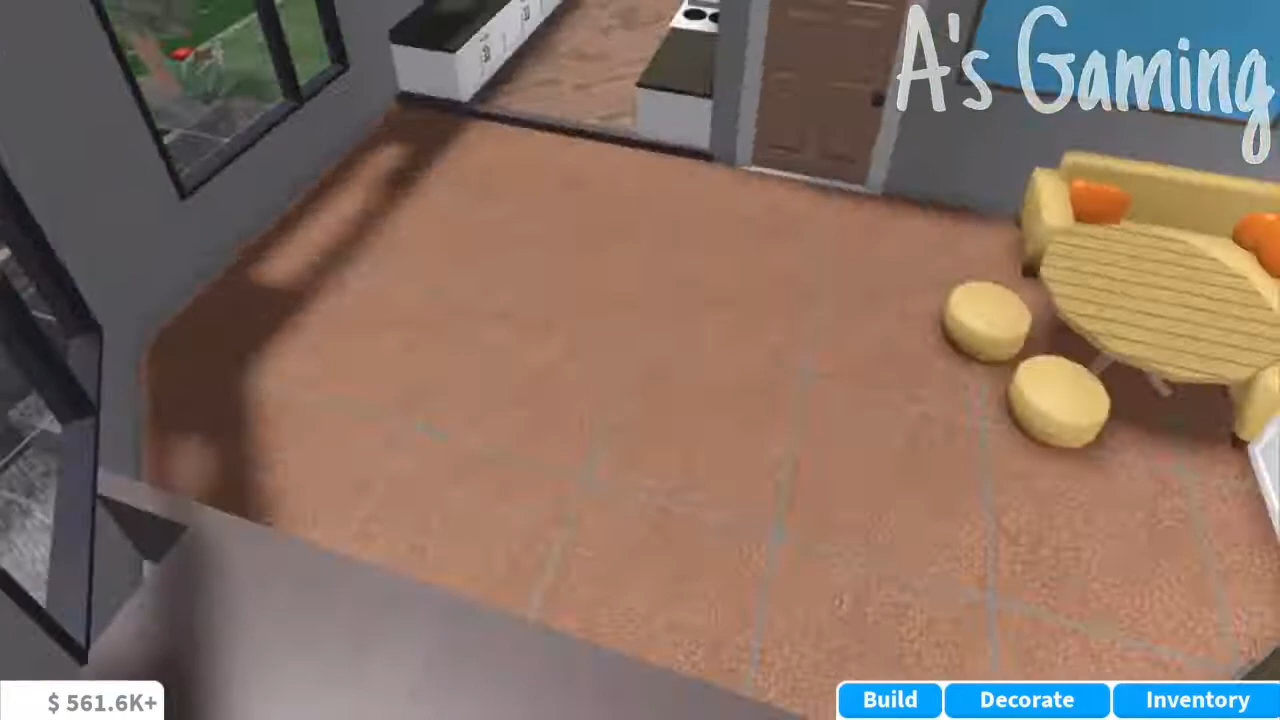 A's Gaming
$ 561.6K+
Build
Decorate
Inventory